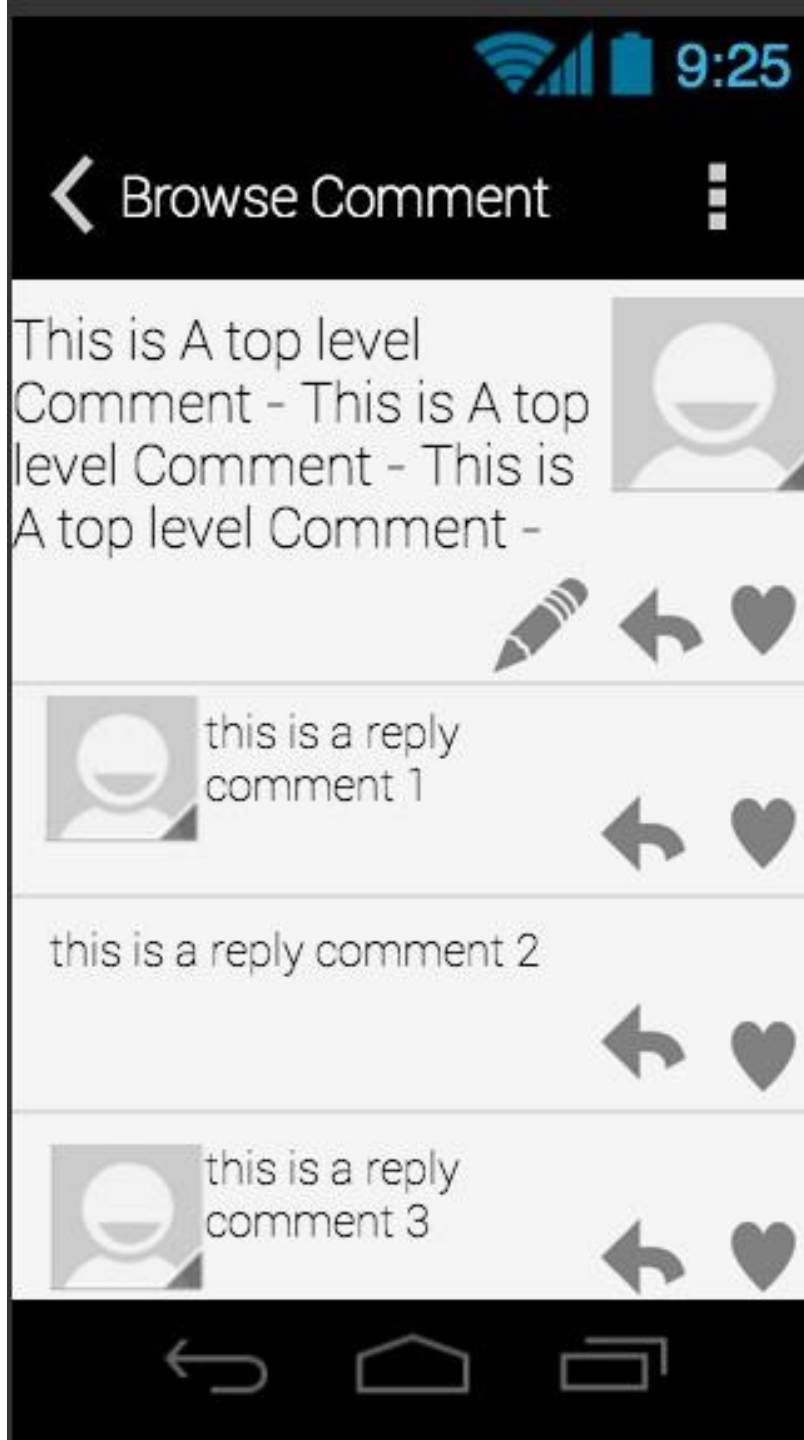 9:25
Browse Comment
This is A top level
Comment - This is A top
level Comment - This is
A top level Comment -
this is a reply
comment 1
this is a reply comment 2
this is a reply
comment 3